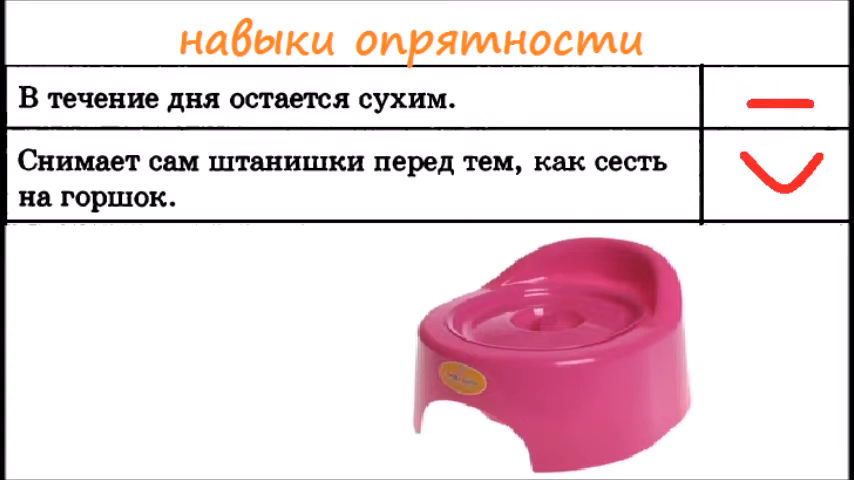 навыки опрятности
В течение дня остается сухим.
Снимает сам штанишки перед тем, как сесть
на горшок.